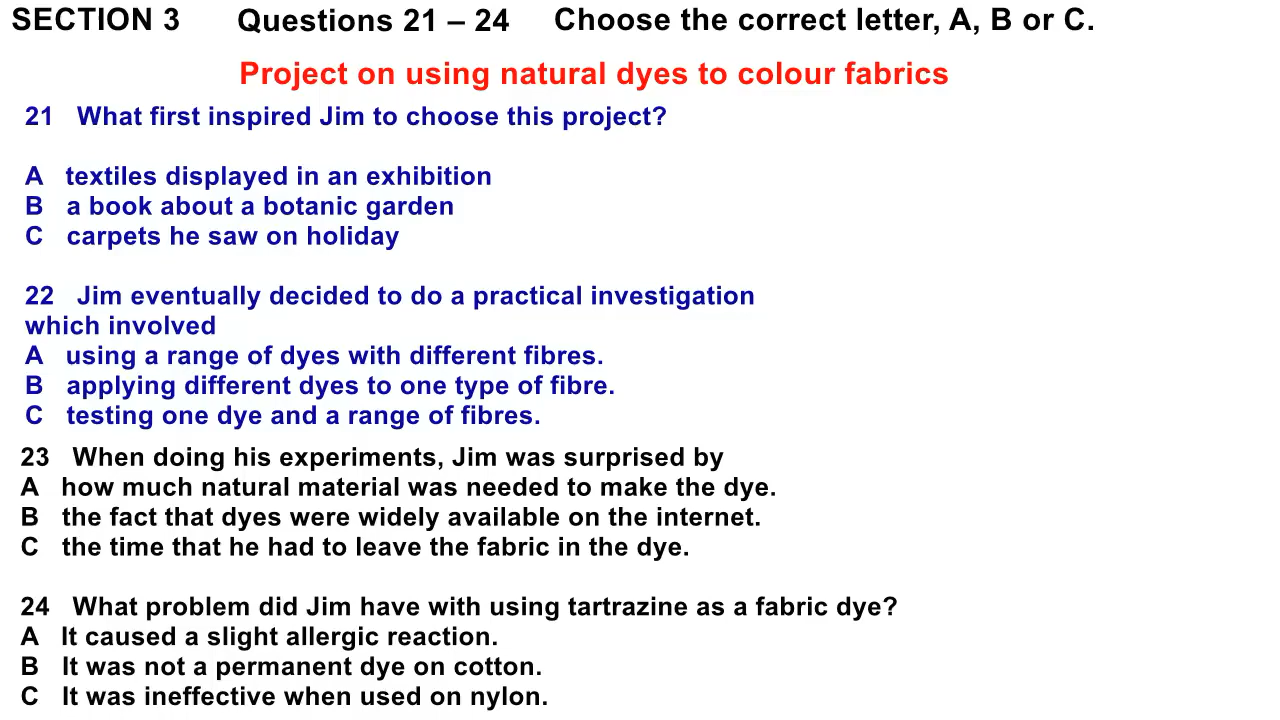 SECTION 3 Questions 21 – 24 Choose the correct letter, A, B or C.
Project on using natural dyes to colour fabrics
21 What first inspired Jim to choose this project?
A textiles displayed in an exhibition
B a book about a botanic garden
C carpets he saw on holiday
22 Jim eventually decided to do a practical investigation
which involved
A using a range of dyes with different fibres.
B applying different dyes to one type of fibre.
C testing one dye and a range of fibres.
23 When doing his experiments, Jim was surprised by
A how much natural material was needed to make the dye.
B the fact that dyes were widely available on the internet.
C the time that he had to leave the fabric in the dye.
24 What problem did Jim have with using tartrazine as a fabric dye?
A It caused a slight allergic reaction.
B It was not a permanent dye on cotton.
C It was ineffective when used on nylon.